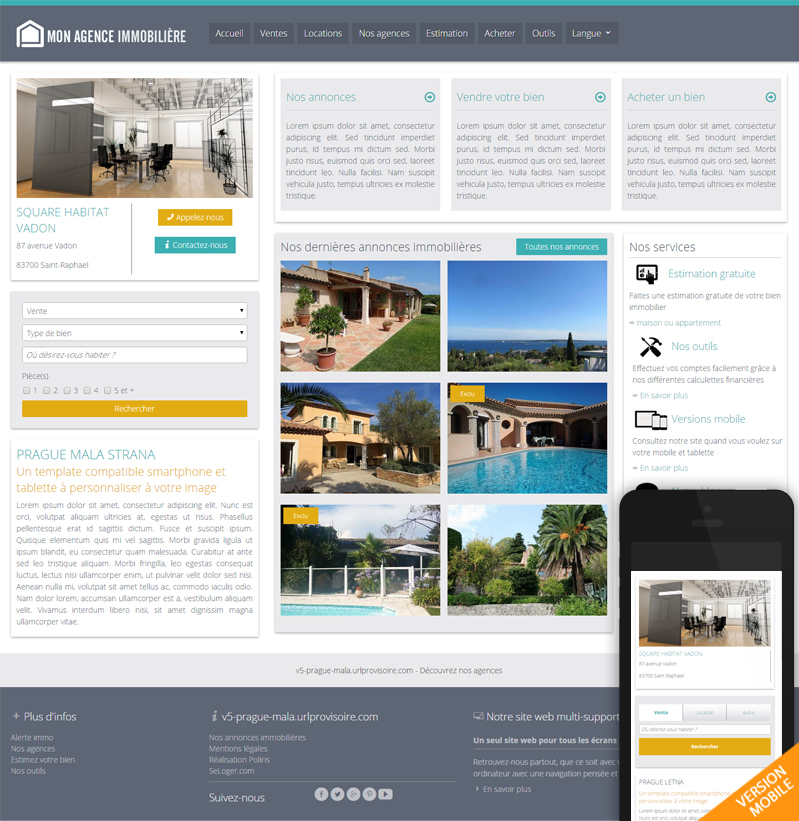 MON AGENCE IMMOBILIÈRE
Accueil Ventes Locations Nos agences Estimation Acheter Outils Langue
SQUARE HABITAT
VADON
87 avenue Vadon
83700 Saint-Raphael
Appelez-nous
Contactez-nous
Vente
Type de bien
Où désirez-vous habiter ?
Pièce(s)
1 2 3 4 5 et +
Rechercher
PRAGUE MALA STRANA
Un template compatible smartphone et
tablette à personnaliser à votre image
Lorem ipsum dolor sit amet, consectetur adipiscing elit. Nunc est
orci, volutpat aliquam ultricies at, egestas ut risus. Phasellus
pellentesque erat id sagittis dictum. Fusce et suscipit ipsum.
Quisque elementum quis mi vel sagittis. Morbi gravida ligula ut
ipsum blandit, eu consectetur quam malesuada. Curabitur at ante
sed leo tristique aliquam. Morbi fringilla, leo egestas consequat
luctus, lectus nisi ullamcorper enim, ut pulvinar velit dolor sed nisi.
Aenean nulla mi, volutpat sit amet tellus ac, commodo iaculis odio.
Nam dolor lorem, accumsan ullamcorper est a, vestibulum aliquam
velit. Vivamus interdum libero nisi, sit amet dignissim magna
ullamcorper vitae.
Nos annonces
Lorem ipsum dolor sit amet, consectetur
adipiscing elit. Sed tincidunt imperdiet
purus, id tempus mi dictum sed. Morbi
justo risus, euismod quis orci sed, laoreet
tincidunt leo. Nulla facilisi. Nam suscipit
vehicula justo, tempus ultricies ex molestie
tristique.
Vendre votre bien
Lorem ipsum dolor sit amet, consectetur
adipiscing elit. Sed tincidunt imperdiet
purus, id tempus mi dictum sed. Morbi
justo risus, euismod quis orci sed, laoreet
tincidunt leo. Nulla facilisi. Nam suscipit
vehicula justo, tempus ultricies ex molestie
tristique.
Acheter un bien
Lorem ipsum dolor sit amet, consectetur
adipiscing elit. Sed tincidunt imperdiet
purus, id tempus mi dictum sed. Morbi
justo risus, euismod quis orci sed, laoreet
tincidunt leo. Nulla facilisi. Nam suscipit
vehicula justo, tempus ultricies ex molestie
tristique.
Nos dernières annonces immobilières
Toutes nos annonces
Exclu
Exclu
Nos services
Estimation gratuite
Faites une estimation gratuite de votre bien
immobilier
maison ou appartement
Nos outils
Effectuez vos comptes facilement grâce à
nos différentes calculettes financières
En savoir plus
Versions mobile
Consultez notre site quand vous voulez sur
votre mobile et tablette
En savoir plus
v5-prague-mala.urlprovisoire.com - Découvrez nos agences
+ Plus d'infos
Alerte immo
Nos agences
Estimez votre bien
Nos outils
v5-prague-mala.urlprovisoire.com
Nos annonces immobilières
Mentions légales
Réalisation Poliris
SeLoger.com
Suivez-nous
Notre site web multi-support
Un seul site web pour tous les écrans
Retrouvez-nous partout, que ce soit avec
ordinateur avec une navigation pensée et
En savoir plus
SQUARE HABITAT VADON
87 avenue Vadon
83700 Saint-Raphael
Vente Location Autre
Où désirez-vous habiter ?
Rechercher
PRAGUE LETNA
Un template compatible smartphone et tablette à
personnaliser à votre image
Lorem ipsum dolor sit amet, consectetur adipiscing elit.
VERSION
MOBILE